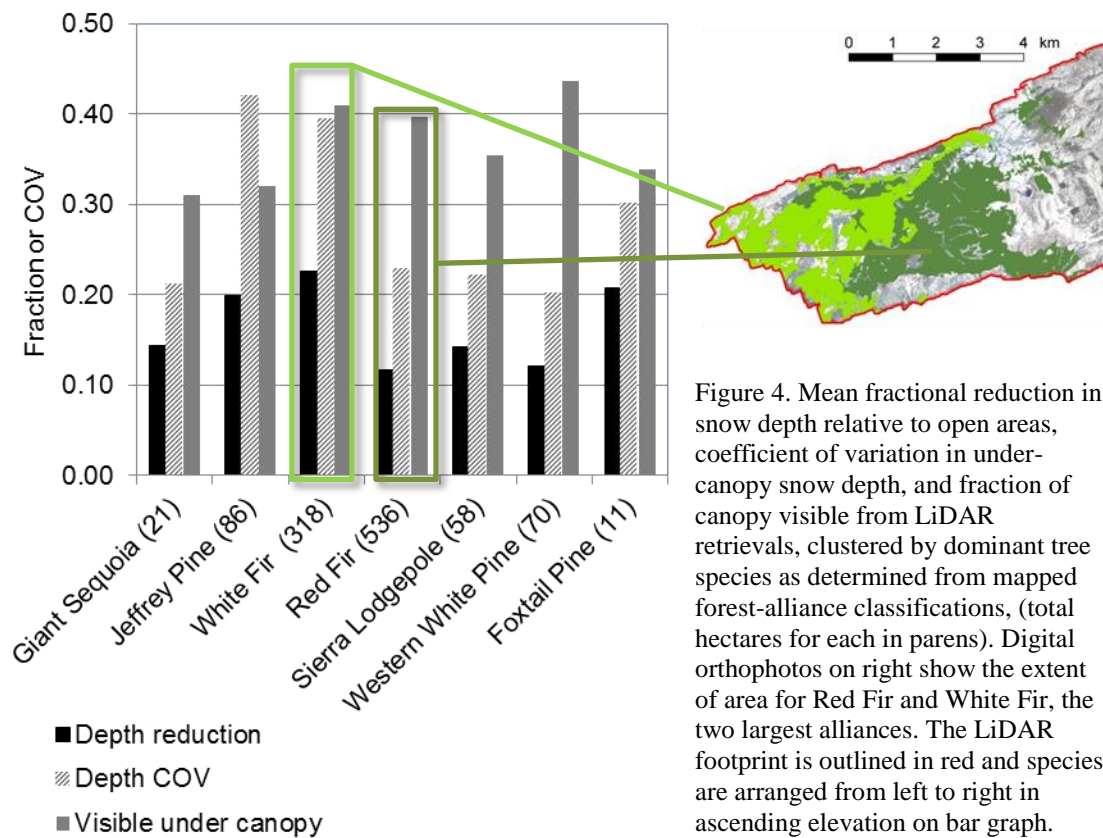 0.50
0.40
0.30
0.20
0.10
0.00
Fraction or COV
Giant Sequoia (21)
Jeffrey Pine (86)
White Fir (318)
Red Fir (536)
Sierra Lodgepole (58)
Western White Pine (70)
Foxtail Pine (11)
Depth reduction
Depth COV
Visible under canopy
0 1 2 3 4 km
Figure 4. Mean fractional reduction in
snow depth relative to open areas,
coefficient of variation in under-
canopy snow depth, and fraction of
canopy visible from LiDAR
retrievals, clustered by dominant tree
species as determined from mapped
forest-alliance classifications, (total
hectares for each in parens). Digital
orthophotos on right show the extent
of area for Red Fir and White Fir, the
two largest alliances. The LiDAR
footprint is outlined in red and species
are arranged from left to right in
ascending elevation on bar graph.